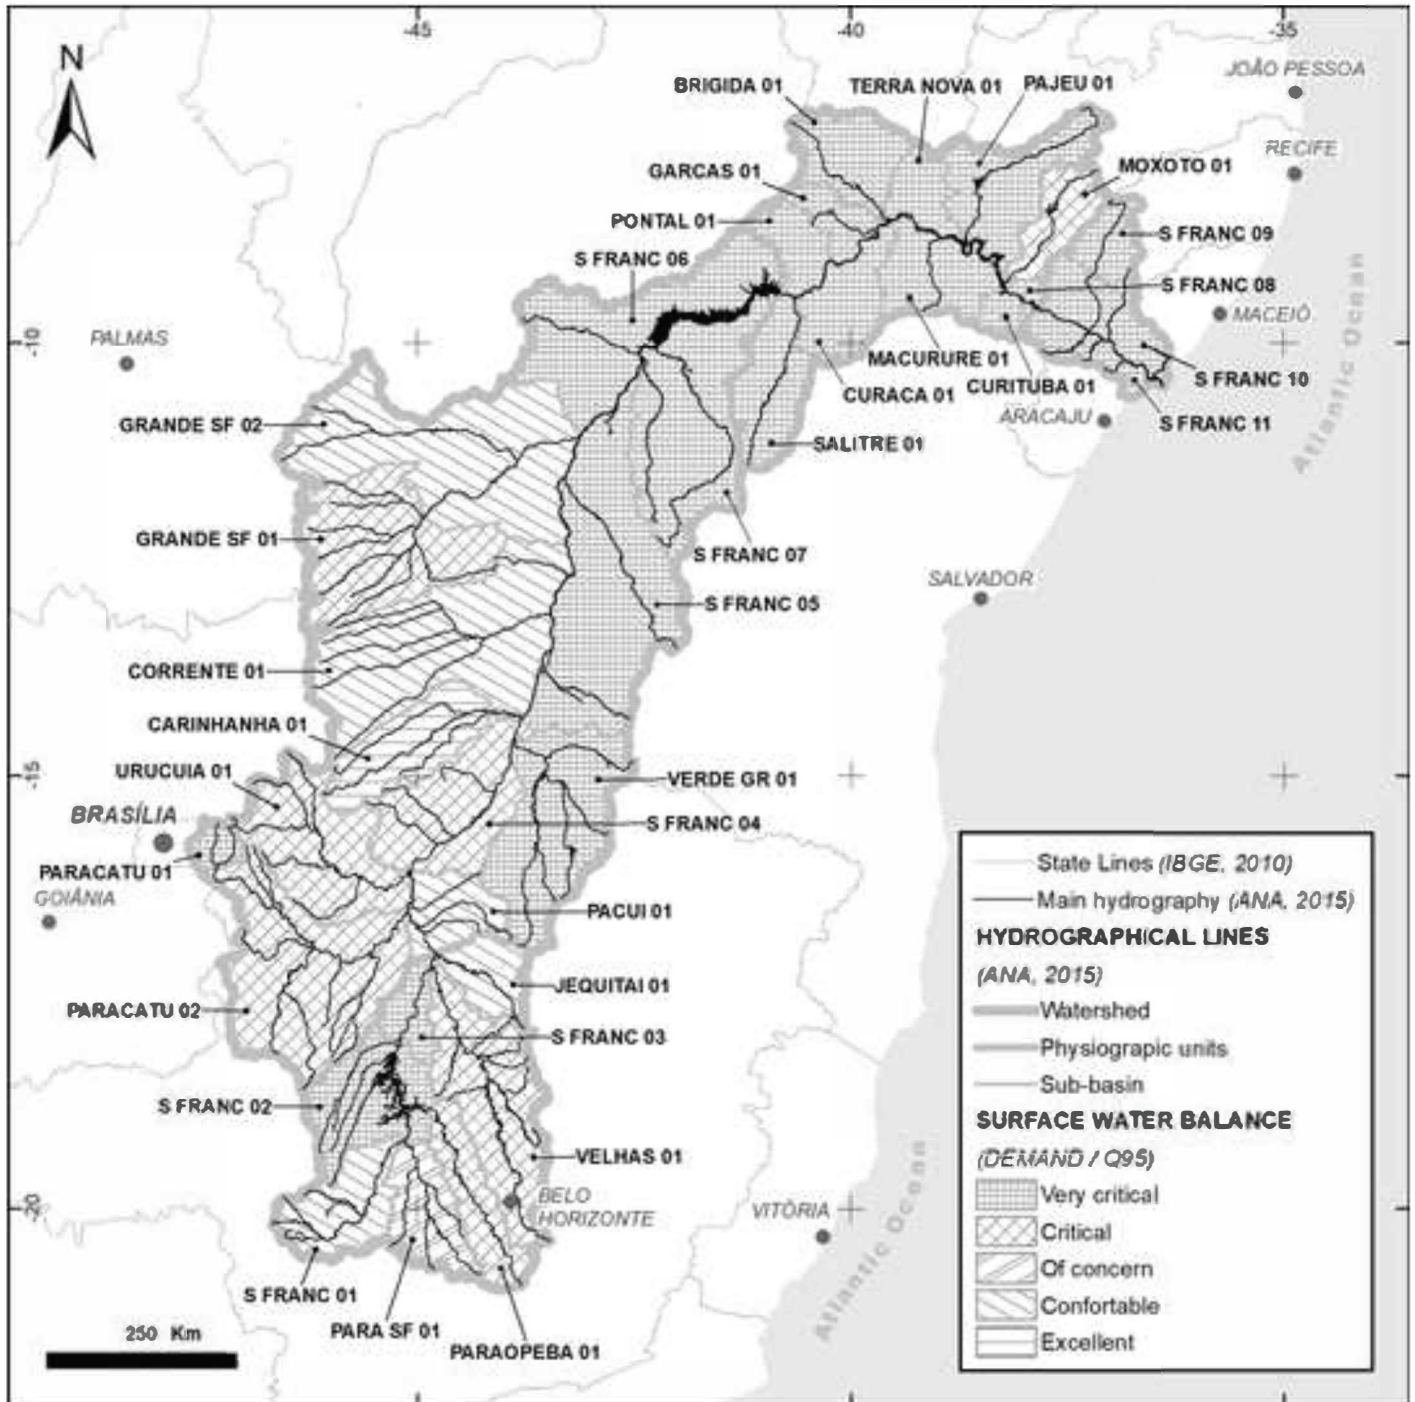 -45
-40
-35
N
JOÃO PESSOA
BRIGIDA 01
TERRA NOVA 01
PAJEU 01
RECIFE
GARCAS 01
MOXOTO 01
PONTAL 01
S FRANC 09
S FRANC 06
S FRANC 08
MACEIÓ
PALMAS
-10
MACURURE 01
S FRANC 10
CURACA 01
CURITUBA 01
ARACAJU
S FRANC 11
Atlantic Ocean
GRANDE SF 02
SALITRE 01
GRANDE SF 01
S FRANC 07
SALVADOR
S FRANC 05
CORRENTE 01
CARINHANHA 01
URUCUIA 01
-15
VERDE GR 01
BRASÍLIA
S FRANC 04
PARACATU 01
GOIÂNIA
PACUI 01
JEQUITAI 01
PARACATU 02
S FRANC 03
S FRANC 02
VELHAS 01
-20
BELO
HORIZONTE
VITÓRIA
Atlantic Ocean
S FRANC 01
PARA SF 01
PARAOPEBA 01
250 Km
State Lines (IBGE, 2010)
Main hydrography (ANA, 2015)
HYDROGRAPHICAL LINES
(ANA, 2015)
Watershed
Physiograpic units
Sub-basin
SURFACE WATER BALANCE
(DEMAND / Q95)
Very critical
Critical
Of concern
Confortable
Excellent